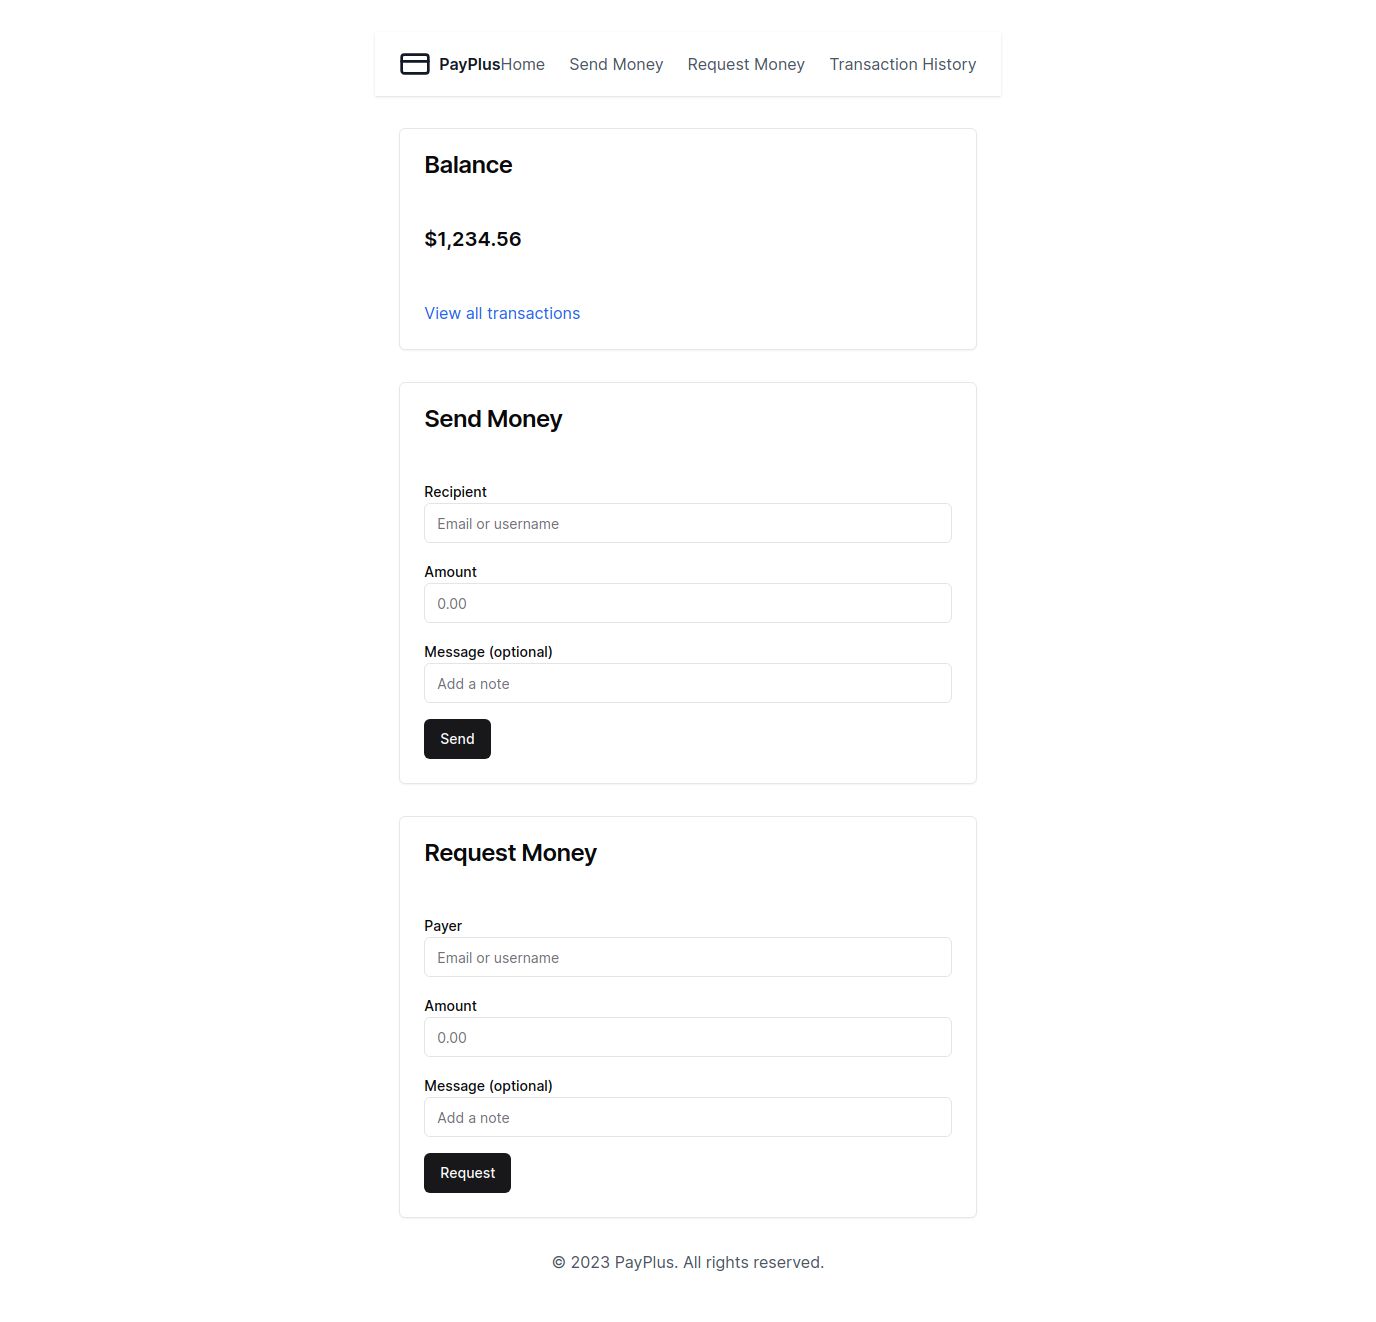 PayPlus Home Send Money Request Money Transaction History
Balance
$1,234.56
View all transactions
Send Money
Recipient
Email or username
Amount
0.00
Message (optional)
Add a note
Send
Request Money
Payer
Email or username
Amount
0.00
Message (optional)
Add a note
Request
© 2023 PayPlus. All rights reserved.